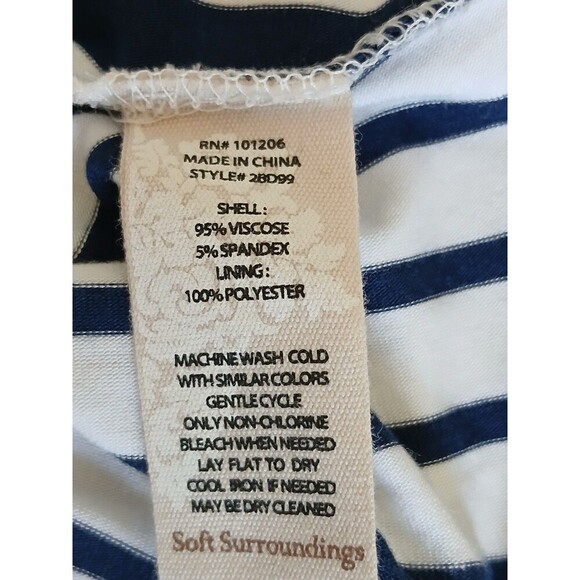 RN# 101206
MADE IN CHINA
STYLE# 2BD99
SHELL:
95% VISCOSE
5% SPANDEX
LINING:
100% POLYESTER
MACHINE WASH COLD
WITH SIMILAR COLORS
GENTLE CYCLE
ONLY NON-CHLORINE
BLEACH WHEN NEEDED
LAY FLAT TO DRY
COOL IRON IF NEEDED
MAY BE DRY CLEANED
Soft Surroundings